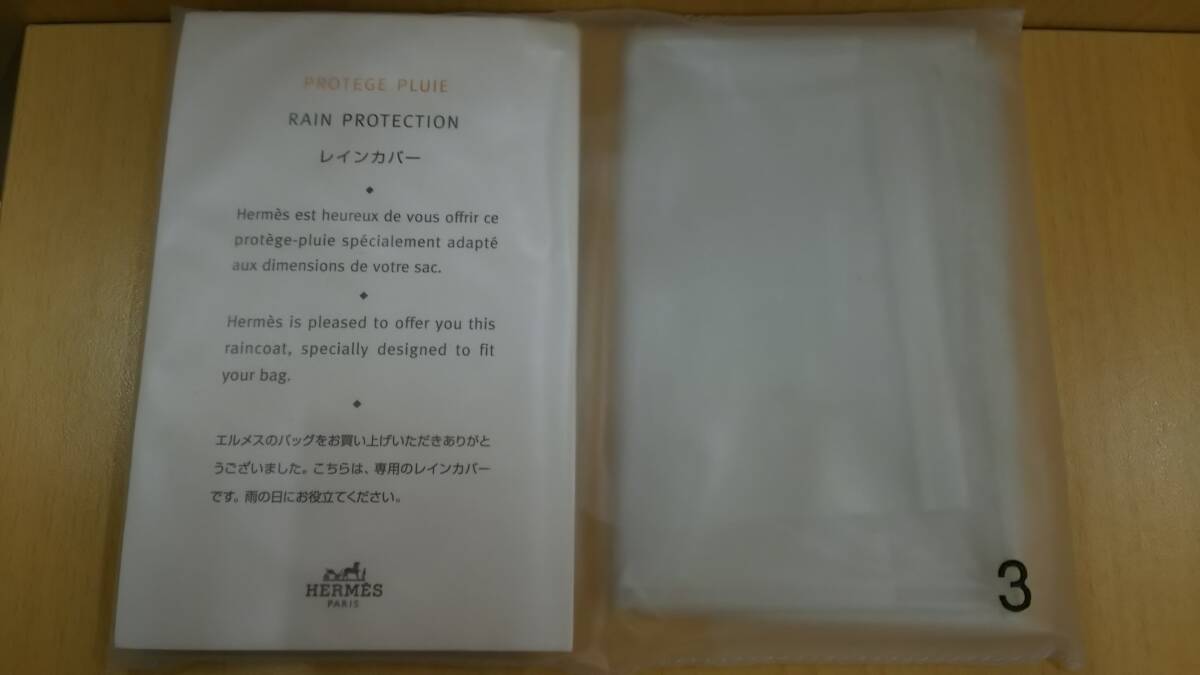 PROTEGE PLUIE
RAIN PROTECTION
レインカバー
Hermès est heureux de vous offrir ce
protège-pluie spécialement adapté
aux dimensions de votre sac.
Hermès is pleased to offer you this
raincoat, specially designed to fit
your bag.
エルメスのバッグをお買い上げいただきありがと
うございました。こちらは、専用のレインカバー
です。雨の日にお役立てください。
HERMÈS
PARIS
3